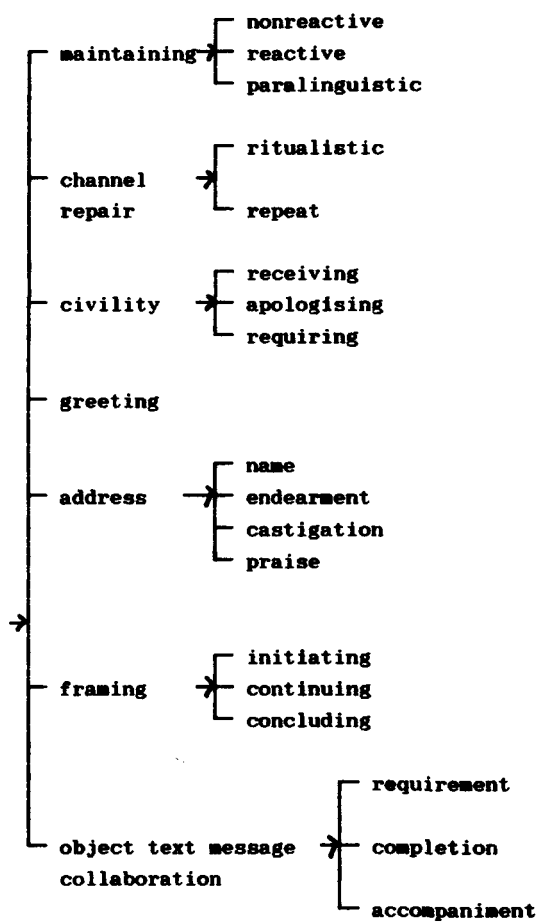 nonreactive
maintaining
reactive
paralinguistic
ritualistic
channel
repair
repeat
receiving
civility
apologising
requiring
greeting
name
address
endearment
castigation
praise
initiating
framing
continuing
concluding
requirement
object text message
collaboration
completion
accompaniment